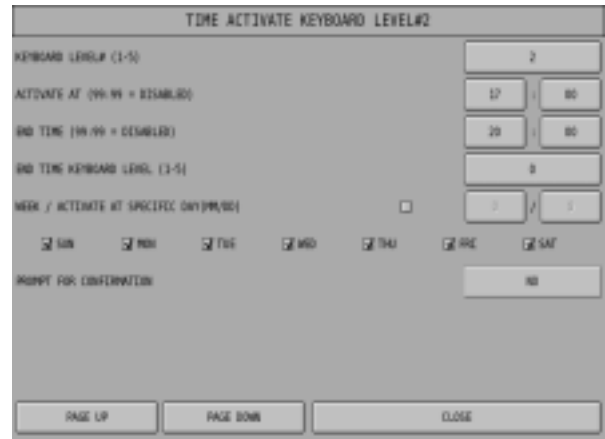 TIME ACTIVATE KEYBOARD LEVEL#2
KEYBOARD LEVEL# (1-5) 2
ACTIVATE AT (99:99 = DISABLED) 17 : 00
END TIME (99:99 = DISABLED) 20 : 00
END TIME KEYBOARD LEVEL (1-5) 0
WEEK / ACTIVATE AT SPECIFIC DAY(MM/DD) /
SUN MON TUE WED THU FRI SAT
PROMPT FOR CONFIRMATION NO
PAGE UP PAGE DOWN CLOSE